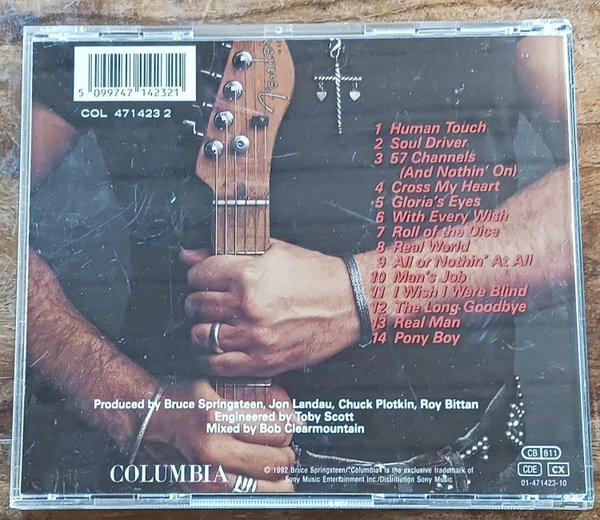 5 099747 142321
COL 471423 2
Fender
1 Human Touch
2 Soul Driver
3 57 Channels
(And Nothin' On)
4 Cross My Heart
5 Gloria's Eyes
6 With Every Wish
7 Roll of the Dice
8 Real World
9 All or Nothin' At All
10 Man's Job
11 I Wish I Were Blind
12 The Long Goodbye
13 Real Man
14 Pony Boy
Produced by Bruce Springsteen, Jon Landau, Chuck Plotkin, Roy Bittan
Engineered by Toby Scott
Mixed by Bob Clearmountain
COLUMBIA
© 1992 Bruce Springsteen/"Columbia" is the exclusive trademark of
Sony Music Entertainment Inc./Distribution Sony Music
CB 811
CDE CX
01-471423-10